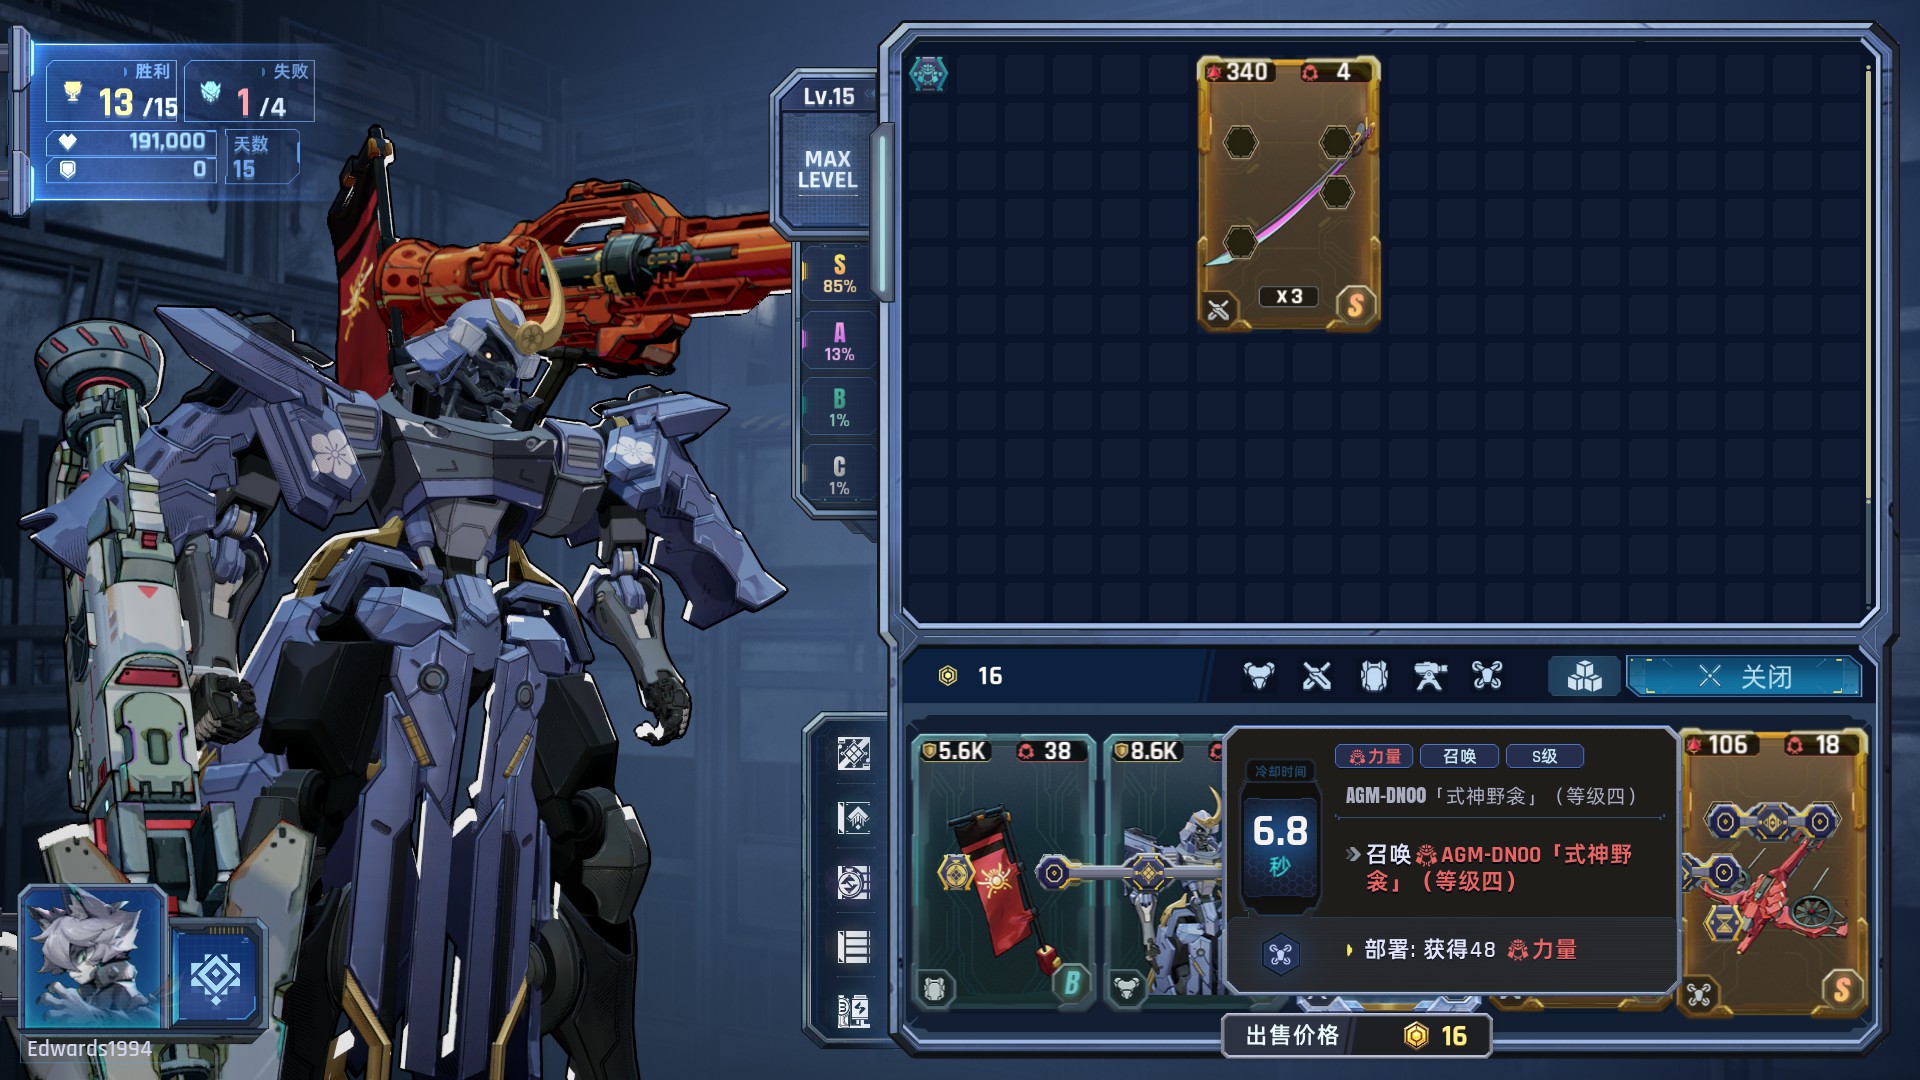 胜利
13 /15
失败
1 /4
191,000
0
天数
15
Lv.15
MAX
LEVEL
S
85%
A
13%
B
1%
C
1%
340
4
x3
S
16
关闭
5.6K
38
B
8.6K
冷却时间
6.8
秒
力量
召唤
S级
AGM-DN00「式神野衾」（等级四）
召唤 AGM-DN00「式神野
衾」（等级四）
部署: 获得48 力量
106
18
S
出售价格
16
Edwards1994